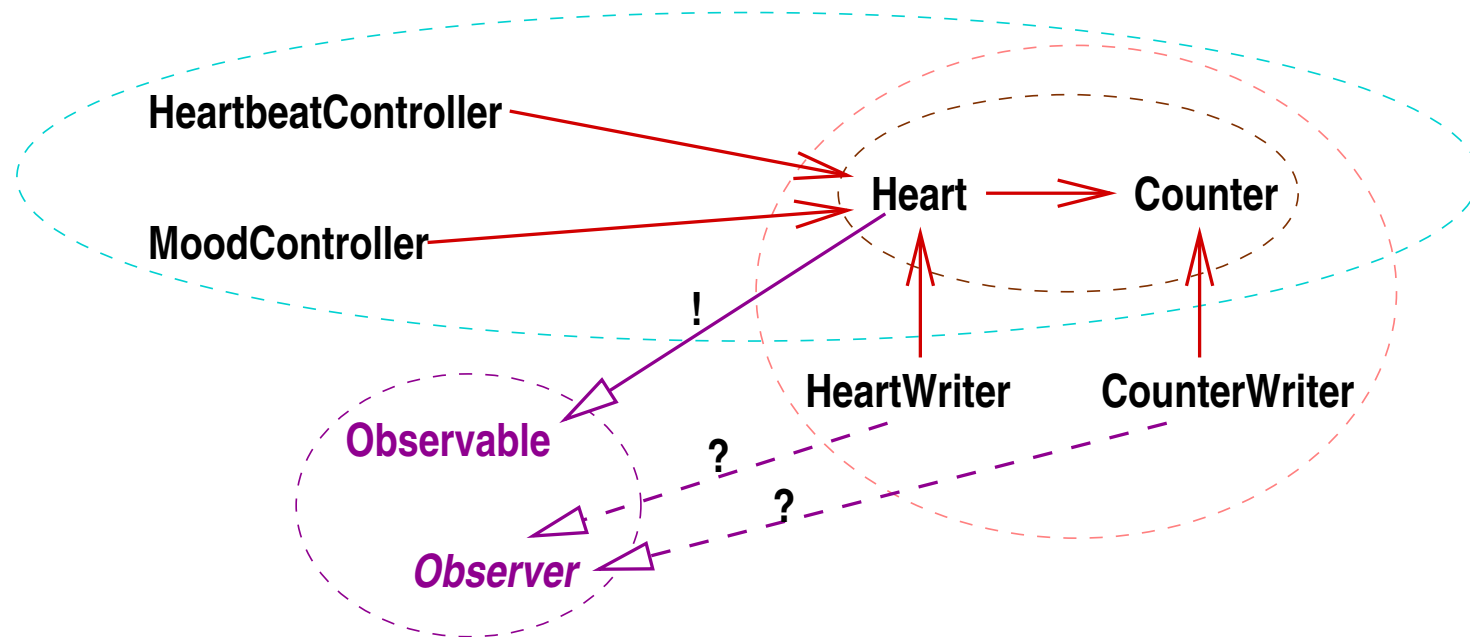 HeartbeatController
Heart
Counter
MoodController
!
HeartWriter
CounterWriter
Observable
?
?
Observer